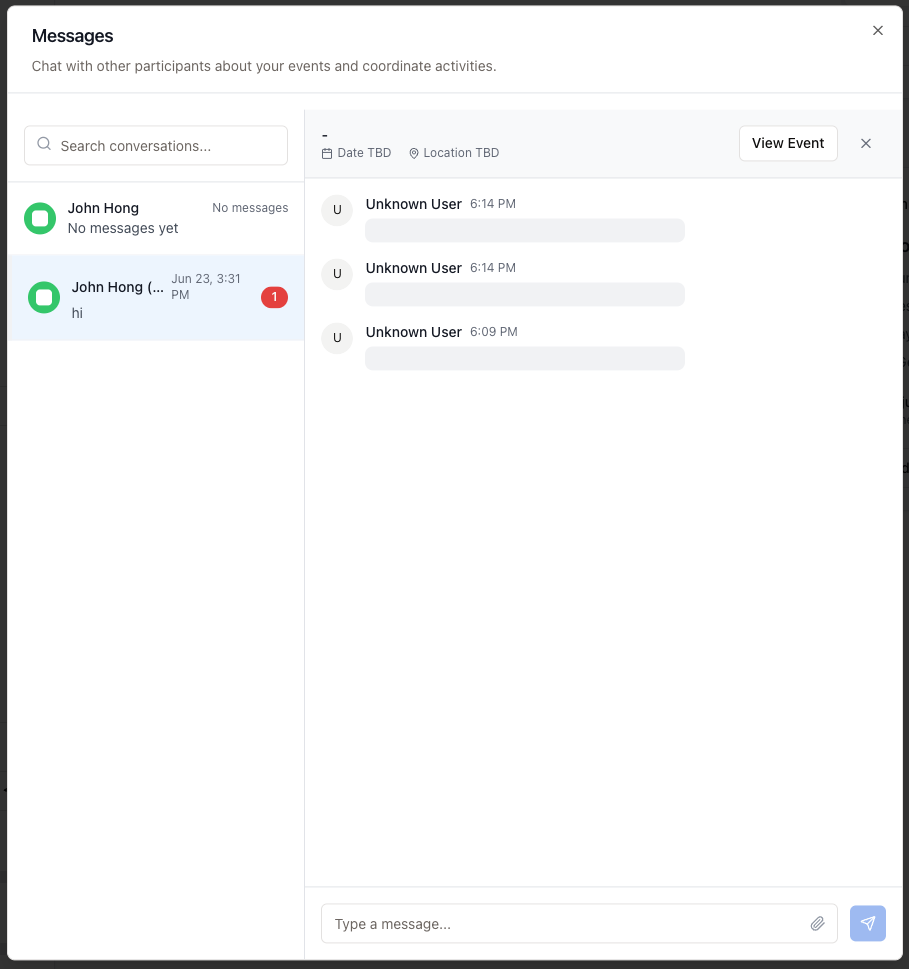 Messages
Chat with other participants about your events and coordinate activities.
Search conversations...
John Hong
No messages
No messages yet
John Hong (...
Jun 23, 3:31
PM
1
hi
-
Date TBD
Location TBD
View Event
U
Unknown User 6:14 PM
U
Unknown User 6:14 PM
U
Unknown User 6:09 PM
Type a message...